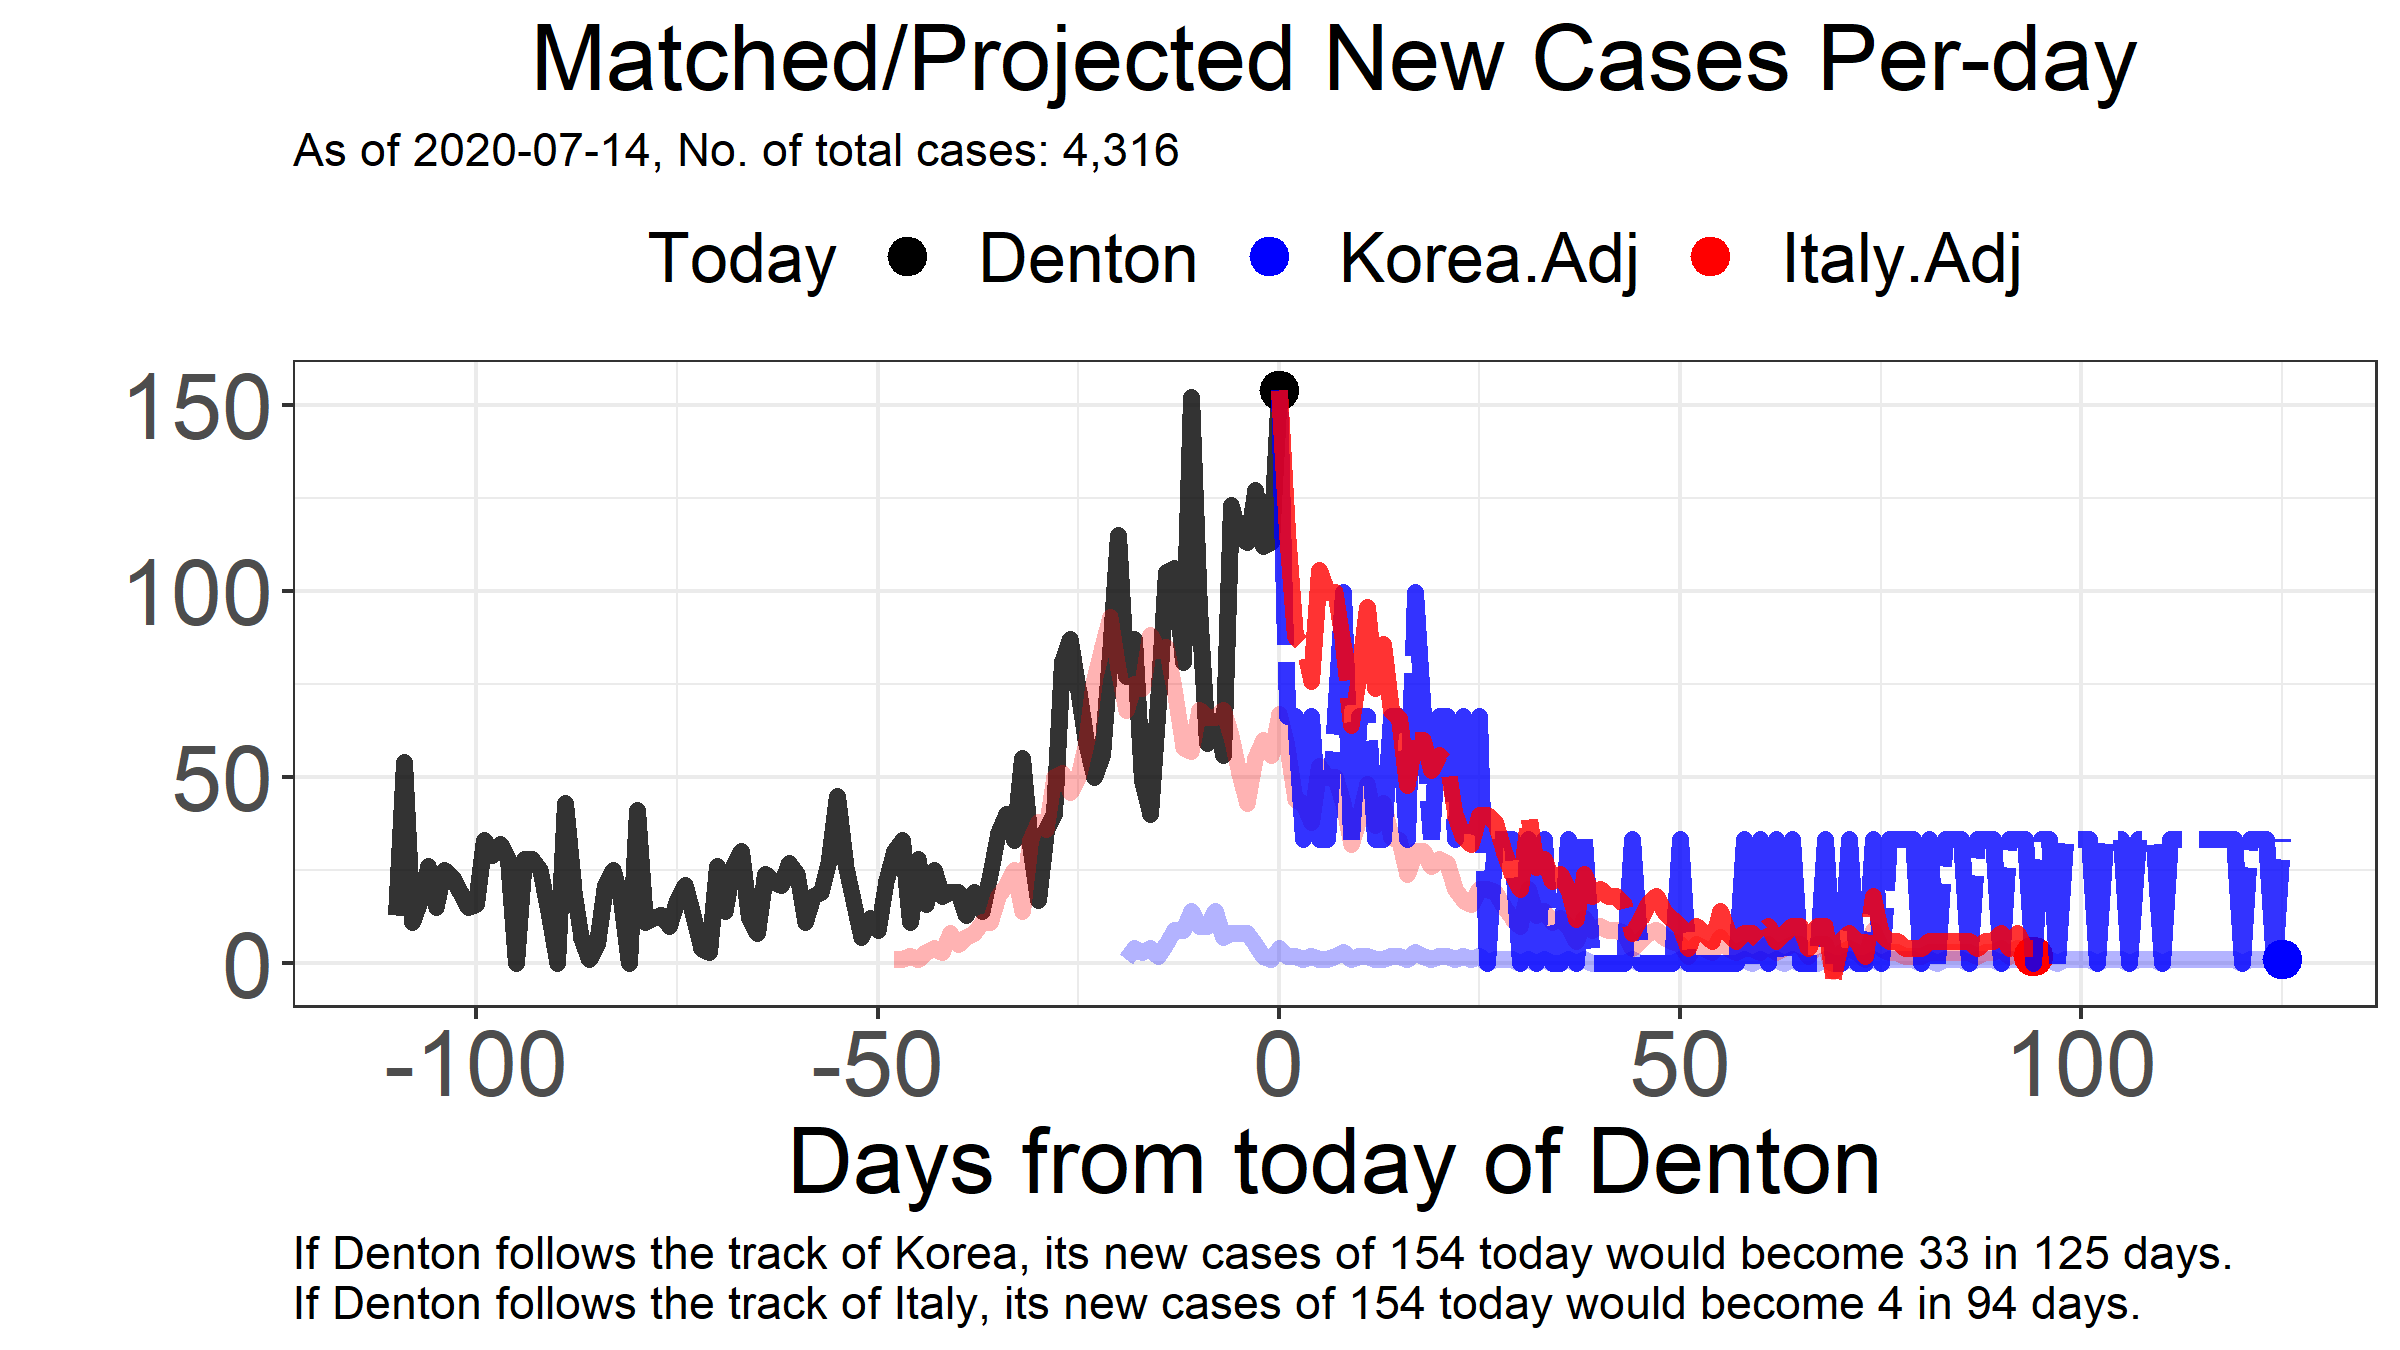 Matched/Projected New Cases Per-day
As of 2020-07-14, No. of total cases: 4,316
Today Denton Korea.Adj Italy.Adj
150
100
50
0
-100 -50 0 50 100
Days from today of Denton
If Denton follows the track of Korea, its new cases of 154 today would become 33 in 125 days.
If Denton follows the track of Italy, its new cases of 154 today would become 4 in 94 days.